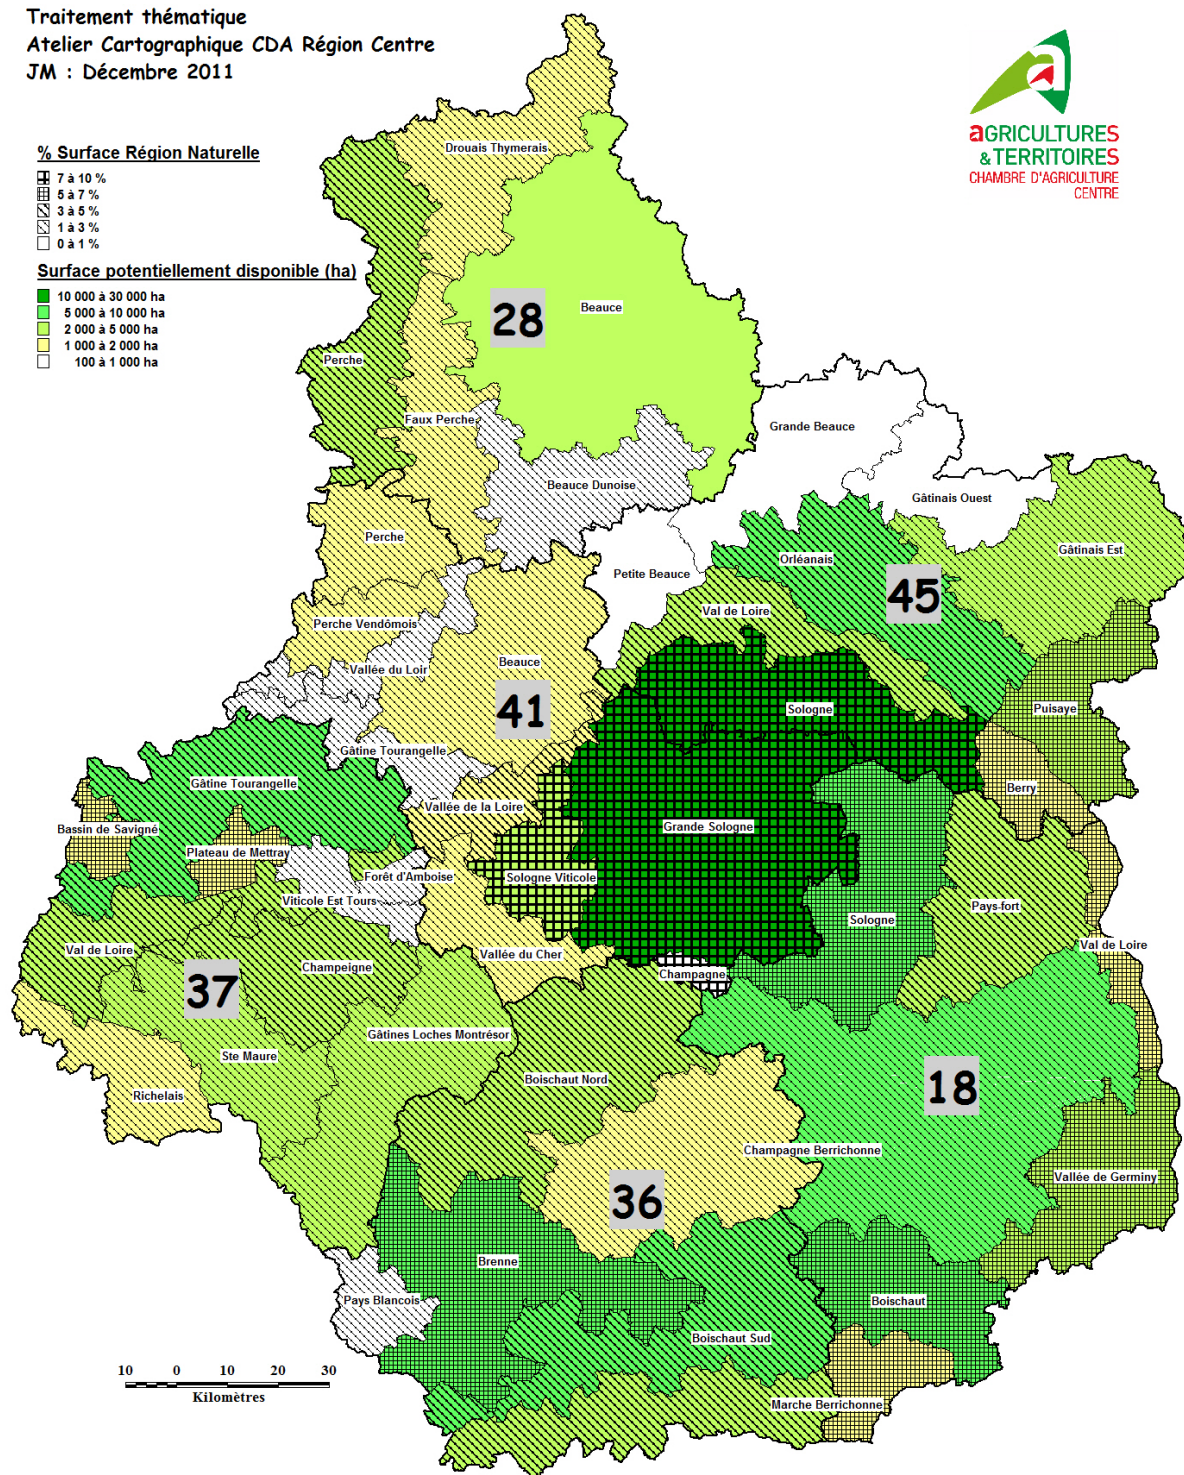 Traitement thématique
Atelier Cartographique CDA Région Centre
JM : Décembre 2011
a
aGRICULTURES
& TERRITOIRES
CHAMBRE D'AGRICULTURE
CENTRE
% Surface Région Naturelle
7 à 10 %
5 à 7 %
3 à 5 %
1 à 3 %
0 à 1 %
Surface potentiellement disponible (ha)
10 000 à 30 000 ha
5 000 à 10 000 ha
2 000 à 5 000 ha
1 000 à 2 000 ha
100 à 1 000 ha
Drouais Thymerais
Beauce
28
Perche
Faux Perche
Grande Beauce
Beauce Dunoise
Gâtinais Ouest
Perche
Orléanais
Gâtinais Est
Petite Beauce
45
Val de Loire
Perche Vendômois
Vallée du Loir
Beauce
41
Sologne
Puisaye
Gâtine Tourangelle
Gâtine Tourangelle
Berry
Vallée de la Loire
Bassin de Savigné
Grande Sologne
Plateau de Mettray
Forêt d'Amboise
Sologne Viticole
Viticole Est Tours
Pays-fort
Sologne
Val de Loire
Val de Loire
Vallée du Cher
Champeigne
Champagne
37
Gâtines Loches Montrésor
Ste Maure
Boischaut Nord
18
Richelais
Champagne Berrichonne
Vallée de Germiny
36
Brenne
Pays Blancois
Boischaut
Boischaut Sud
Marche Berrichonne
10 0 10 20 30
Kilomètres